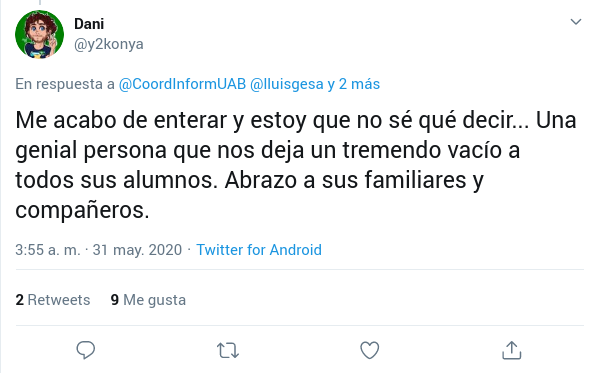 Dani
@y2konya
En respuesta a @CoordInformUAB @lluisgesa y 2 más
Me acabo de enterar y estoy que no sé qué decir... Una
genial persona que nos deja un tremendo vacío a
todos sus alumnos. Abrazo a sus familiares y
compañeros.
3:55 a. m. · 31 may. 2020 · Twitter for Android
2 Retweets 9 Me gusta